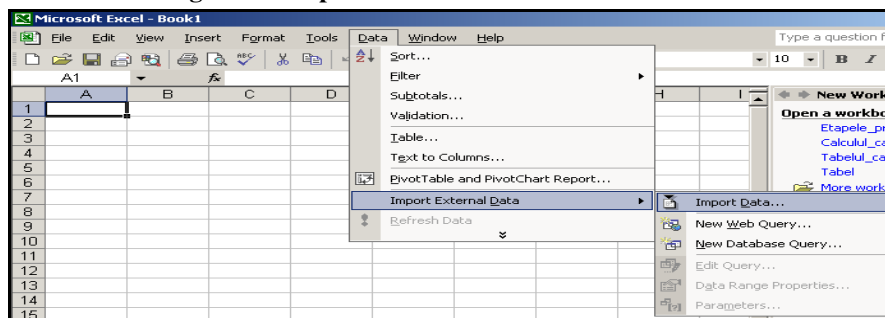 Microsoft Excel - Book1
File Edit View Insert Format Tools Data Window Help Type a question f
10 B I
A1 fx
A B C D H I
1
2
3
4
5
6
7
8
9
10
11
12
13
14
15
Sort...
Filter
Subtotals...
Validation...
Table...
Text to Columns...
PivotTable and PivotChart Report...
Import External Data
Refresh Data
Import Data...
New Web Query...
New Database Query...
Edit Query...
Data Range Properties...
Parameters...
New Work
Open a workbo
Etapele_pr
Calculul_ca
Tabelul_ca
Tabel
More work